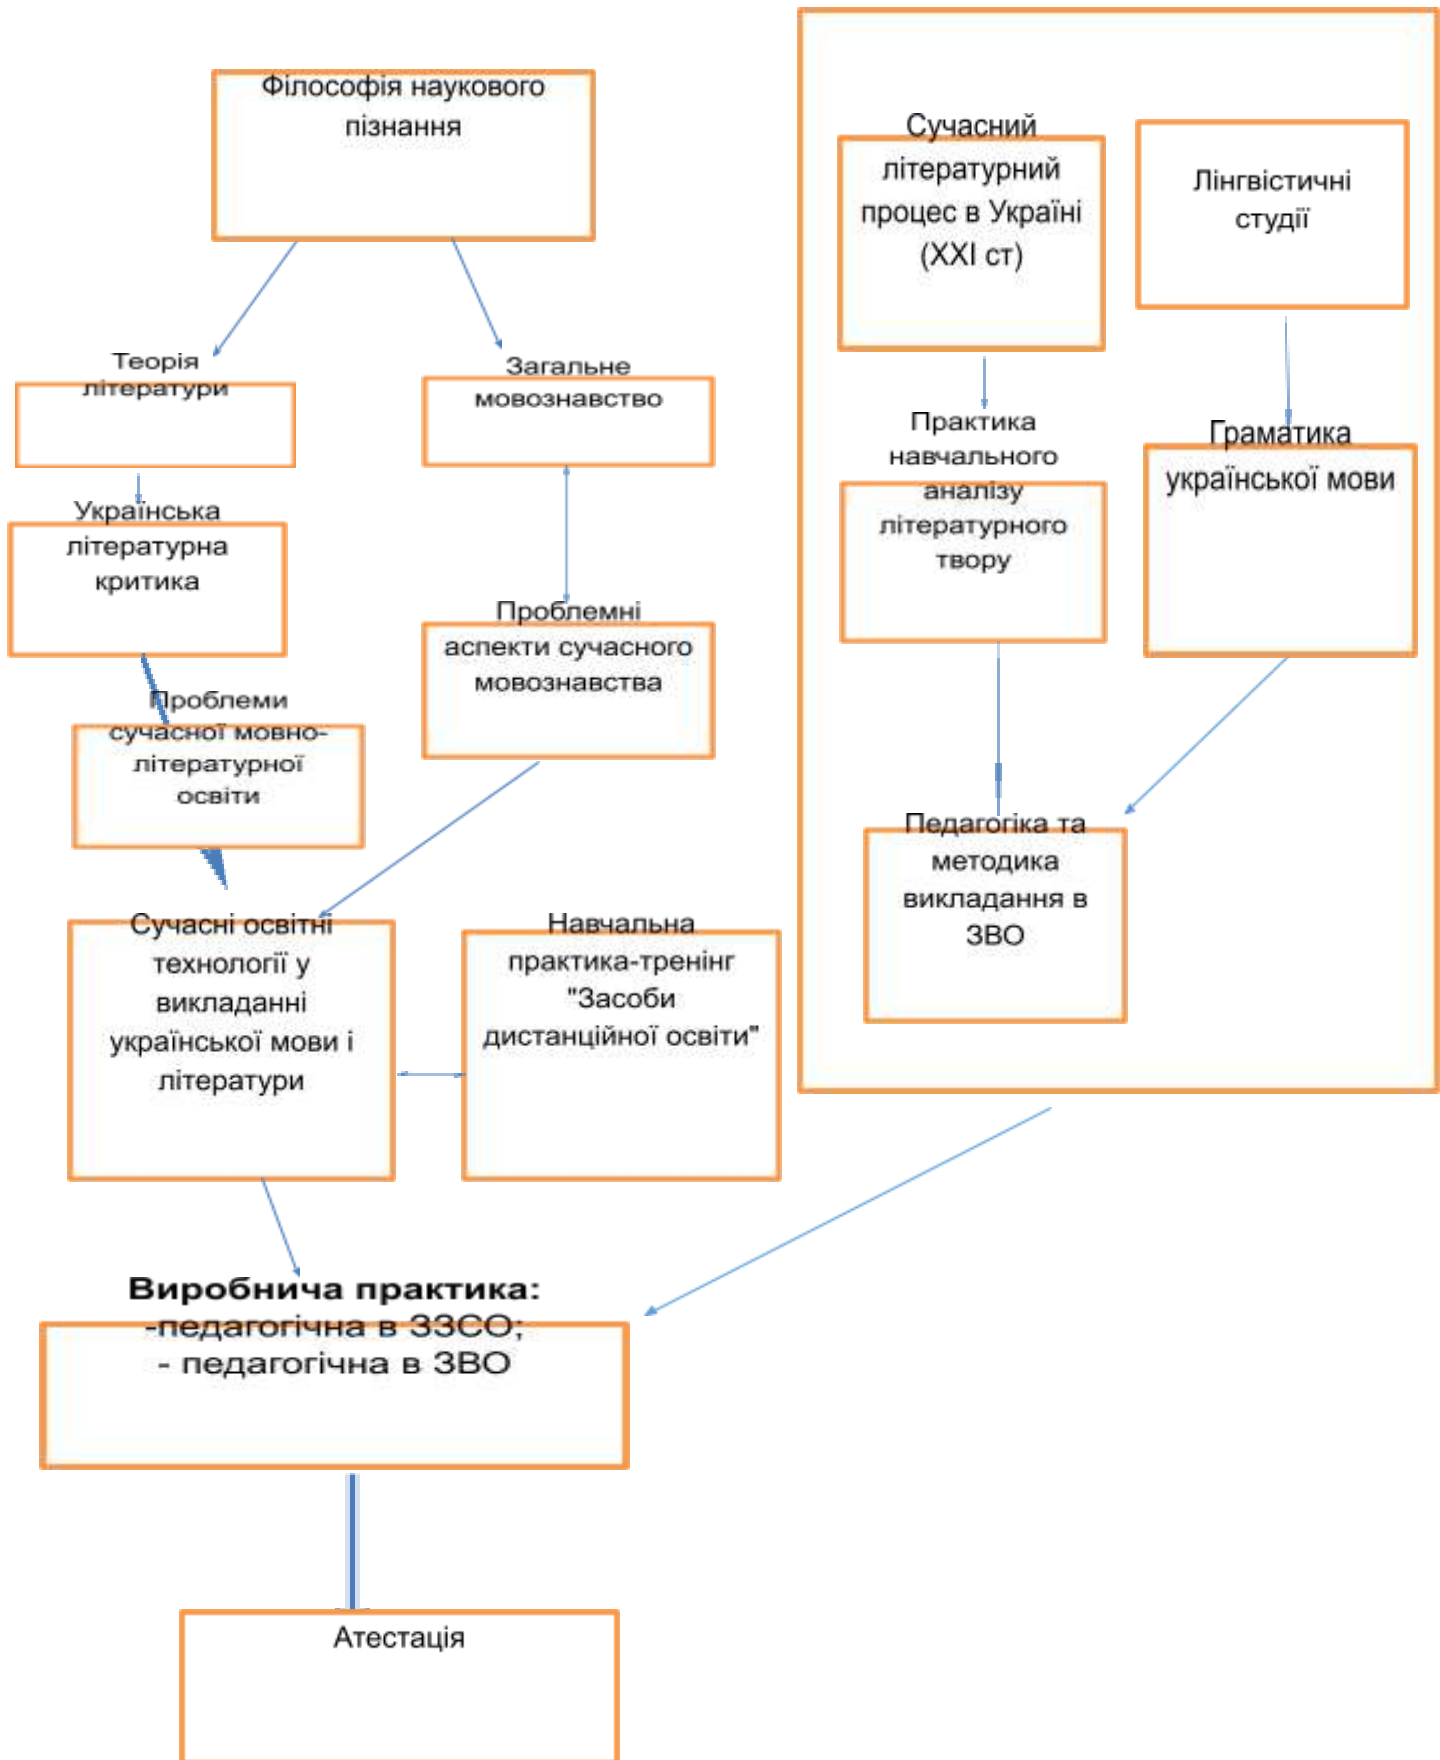 Філософія наукового
пізнання
Сучасний
літературний
процес в Україні
(ХХІ ст)
Лінгвістичні
студії
Теорія
літератури
Загальне
мовознавство
Практика
навчального
аналізу
літературного
твору
Граматика
української мови
Українська
літературна
критика
Проблемні
аспекти сучасного
мовознавства
Проблеми
сучасної мовно-
літературної
освіти
Педагогіка та
методика
викладання в
ЗВО
Сучасні освітні
технології у
викладанні
української мови і
літератури
Навчальна
практика-тренінг
"Засоби
дистанційної освіти"
Виробнича практика:
-педагогічна в ЗЗСО;
- педагогічна в ЗВО
Атестація